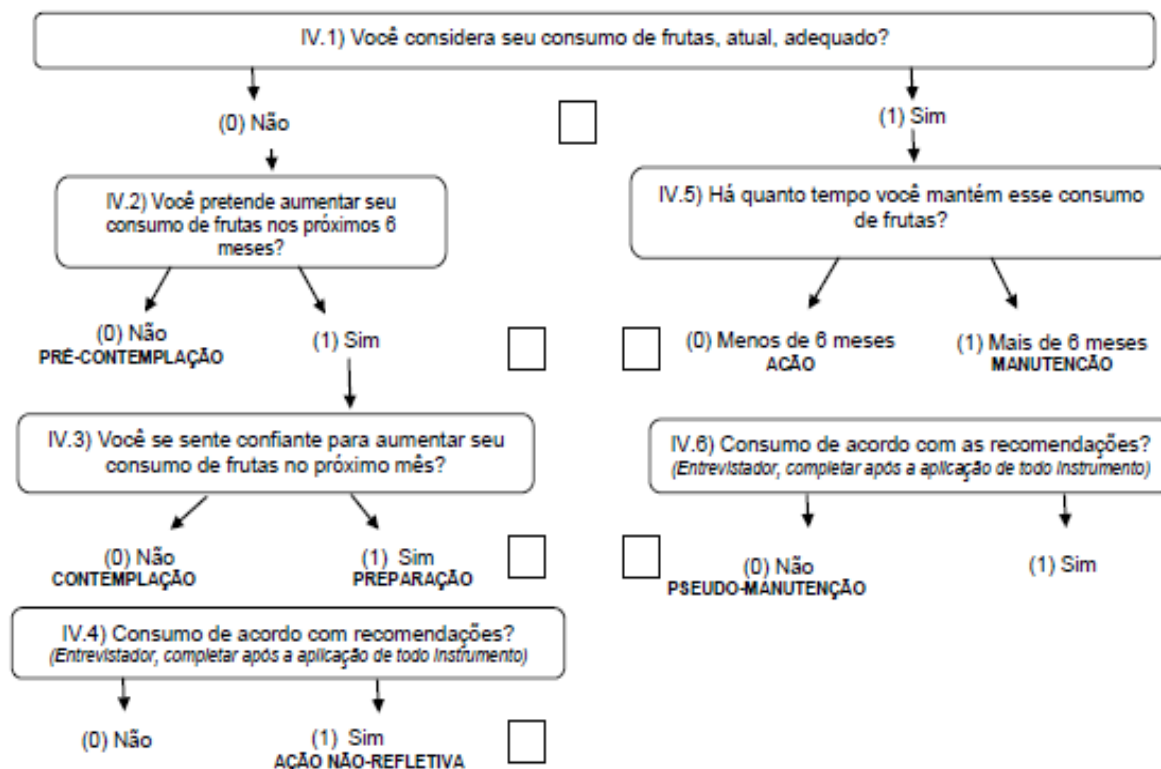 IV.1) Você considera seu consumo de frutas, atual, adequado?
(0) Não
(1) Sim
IV.2) Você pretende aumentar seu
consumo de frutas nos próximos 6
meses?
(0) Não
PRÉ-CONTEMPLAÇÃO
(1) Sim
IV.3) Você se sente confiante para aumentar seu
consumo de frutas no próximo mês?
(0) Não
CONTEMPLAÇÃO
(1) Sim
PREPARAÇÃO
IV.4) Consumo de acordo com recomendações?
(Entrevistador, completar após a aplicação de todo instrumento)
(0) Não
(1) Sim
AÇÃO NÃO-REFLETIVA
IV.5) Há quanto tempo você mantém esse consumo
de frutas?
(0) Menos de 6 meses
AÇÃO
(1) Mais de 6 meses
MANUTENCÃO
IV.6) Consumo de acordo com as recomendações?
(Entrevistador, completar após a aplicação de todo instrumento)
(0) Não
PSEUDO-MANUTENÇÃO
(1) Sim